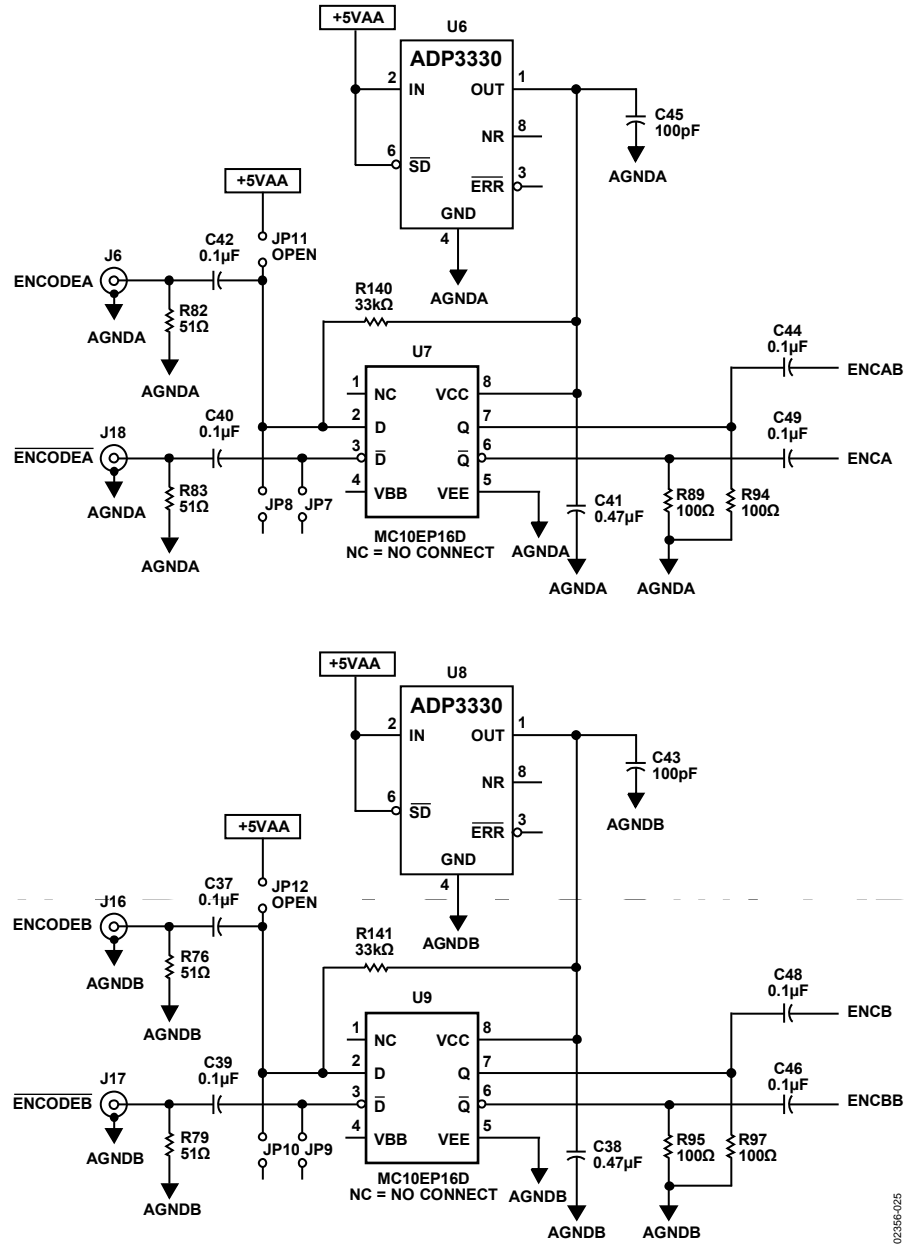 +5VAA
U6
ADP3330
2
IN
OUT
1
C45
100pF
8
NR
6
SD
3
ERR
AGNDA
+5VAA
GND
4
AGNDA
JP11
OPEN
C42
0.1µF
J6
ENCODEA
R82
51Ω
AGNDA
AGNDA
R140
33kΩ
U7
1
NC
VCC
8
2
D
Q
7
3
D
Q
6
4
VBB
VEE
5
MC10EP16D
NC = NO CONNECT
C40
0.1µF
J18
ENCODEA
R83
51Ω
AGNDA
AGNDA
JP8
JP7
AGNDA
C41
0.47µF
AGNDA
C44
0.1µF
ENCAB
C49
0.1µF
ENCA
R89
100Ω
R94
100Ω
AGNDA
+5VAA
U8
ADP3330
2
IN
OUT
1
C43
100pF
8
NR
6
SD
3
ERR
AGNDB
+5VAA
GND
4
AGNDB
JP12
OPEN
C37
0.1µF
J16
ENCODEB
R76
51Ω
AGNDB
AGNDB
R141
33kΩ
U9
1
NC
VCC
8
2
D
Q
7
3
D
Q
6
4
VBB
VEE
5
MC10EP16D
NC = NO CONNECT
C39
0.1µF
J17
ENCODEB
R79
51Ω
AGNDB
AGNDB
JP10
JP9
AGNDB
C38
0.47µF
AGNDB
C48
0.1µF
ENCB
C46
0.1µF
ENCBB
R95
100Ω
R97
100Ω
AGNDB
02356-025